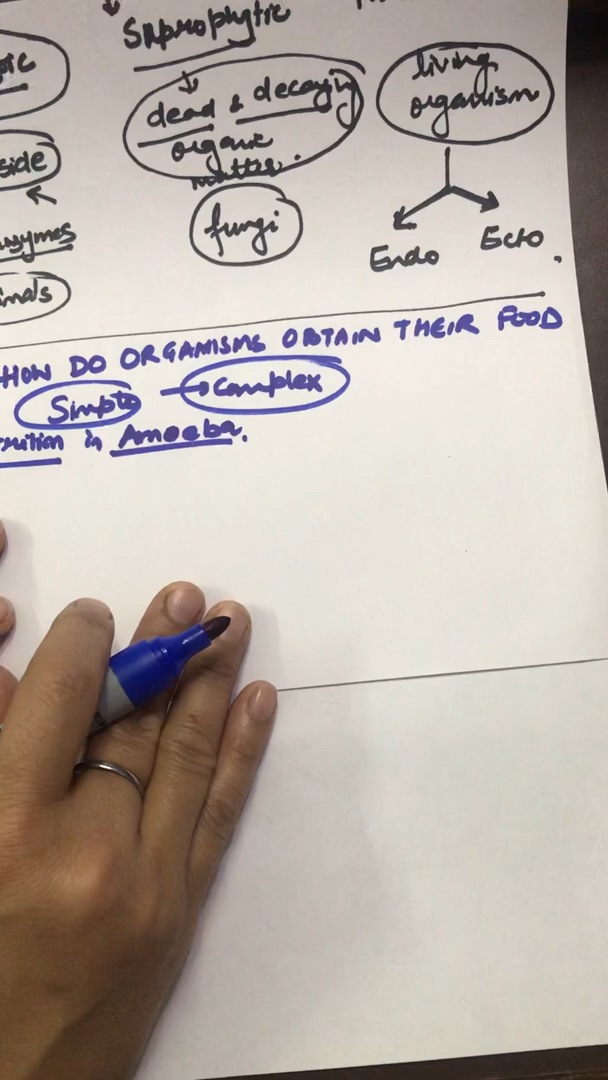 Saprophytic
dead & decaying
organic
matter.
fungi
living
organism
Endo
Ecto.
side
HOW DO ORGANISMS OBTAIN THEIR FOOD
Simple → Complex
in Amoeba.